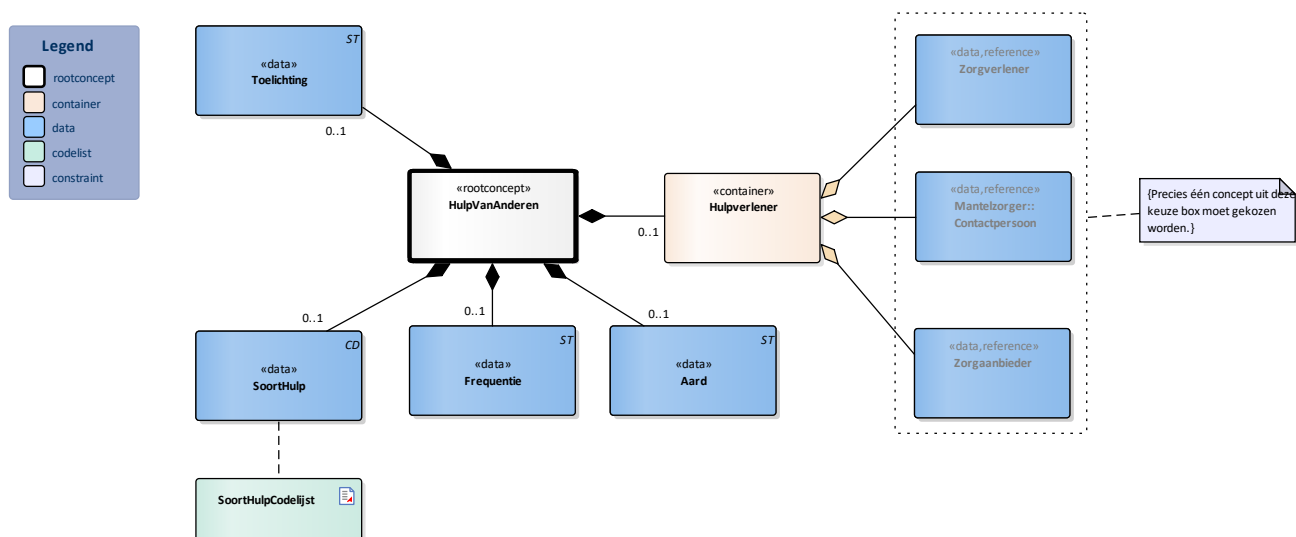 Legend
rootconcept
container
data
codelist
constraint
ST
«data»
Toelichting
0..1
«rootconcept»
HulpVanAnderen
0..1
«container»
Hulpverlener
«data,reference»
Zorgverlener
«data,reference»
Mantelzorger::
Contactpersoon
«data,reference»
Zorgaanbieder
{Precies één concept uit deze
keuze box moet gekozen
worden.}
0..1
CD
«data»
SoortHulp
0..1
ST
«data»
Frequentie
0..1
ST
«data»
Aard
SoortHulpCodelijst